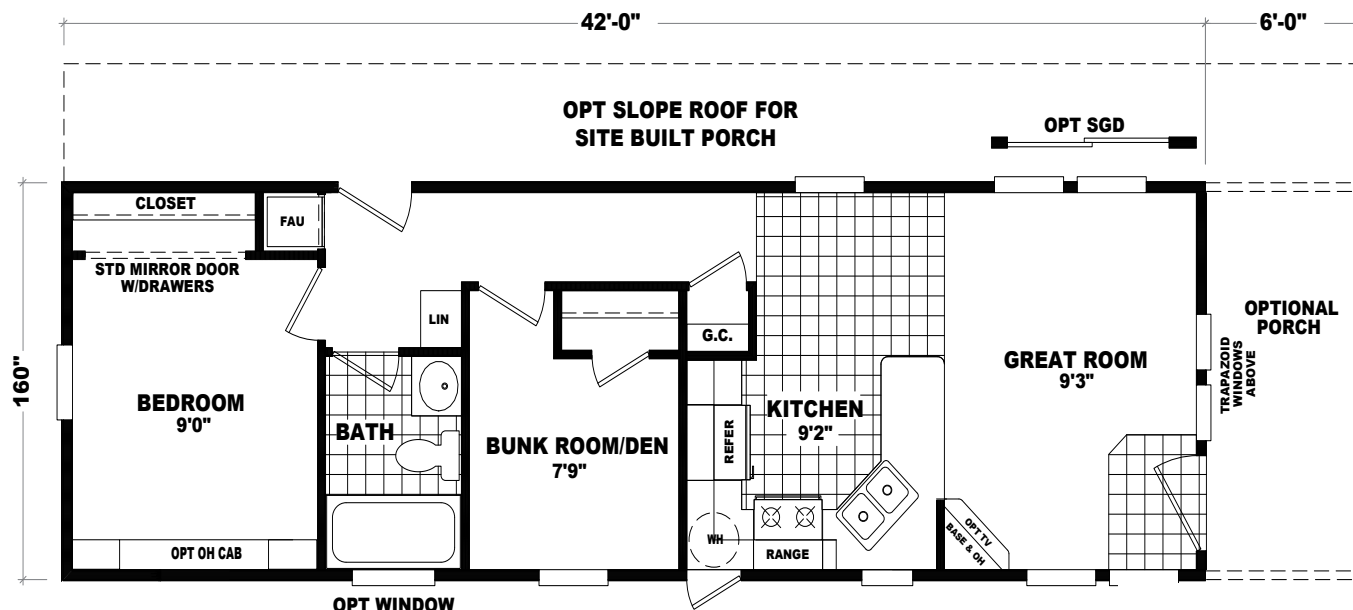 42'-0"
6'-0"
OPT SLOPE ROOF FOR
SITE BUILT PORCH
OPT SGD
CLOSET
FAU
STD MIRROR DOOR
W/DRAWERS
LIN
G.C.
160"
BEDROOM
9'0"
BATH
BUNK ROOM/DEN
7'9"
REFER
KITCHEN
9'2"
GREAT ROOM
9'3"
TRAPAZOID
WINDOWS
ABOVE
OPTIONAL
PORCH
OPT OH CAB
WH
RANGE
OPT TV
BASE & OH
OPT WINDOW